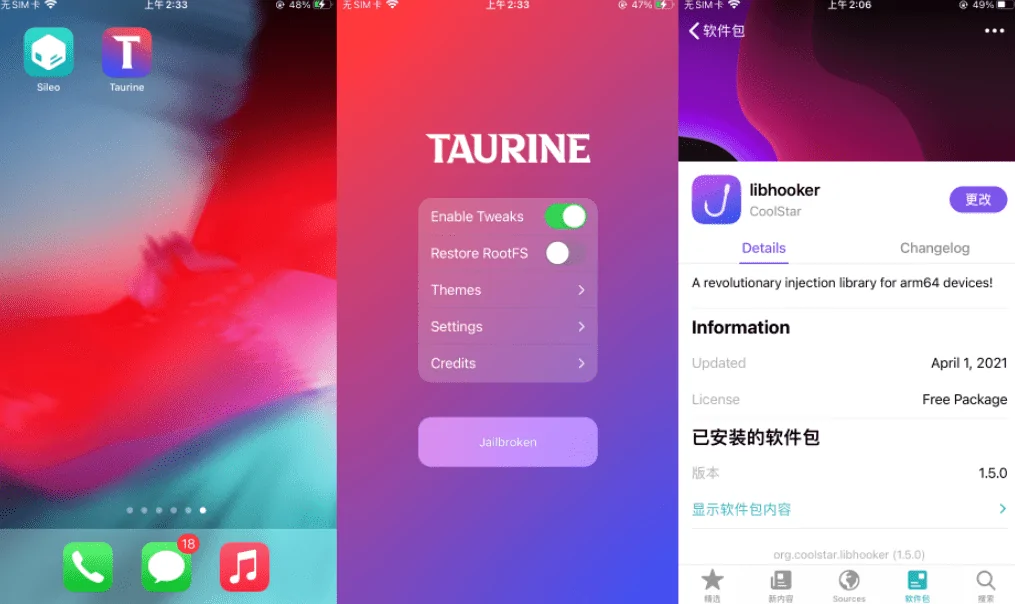 无SIM卡 上午2:33 48%
Sileo
T
Taurine
18
无SIM卡 上午2:33 47%
TAURINE
Enable Tweaks
Restore RootFS
Themes
Settings
Credits
Jailbroken
无SIM卡 上午2:06 49%
软件包
libhooker
CoolStar
更改
Details Changelog
A revolutionary injection library for arm64 devices!
Information
Updated April 1, 2021
License Free Package
已安装的软件包
版本 1.5.0
显示软件包内容
org.coolstar.libhooker (1.5.0)
精选 新内容 Sources 软件包 搜索